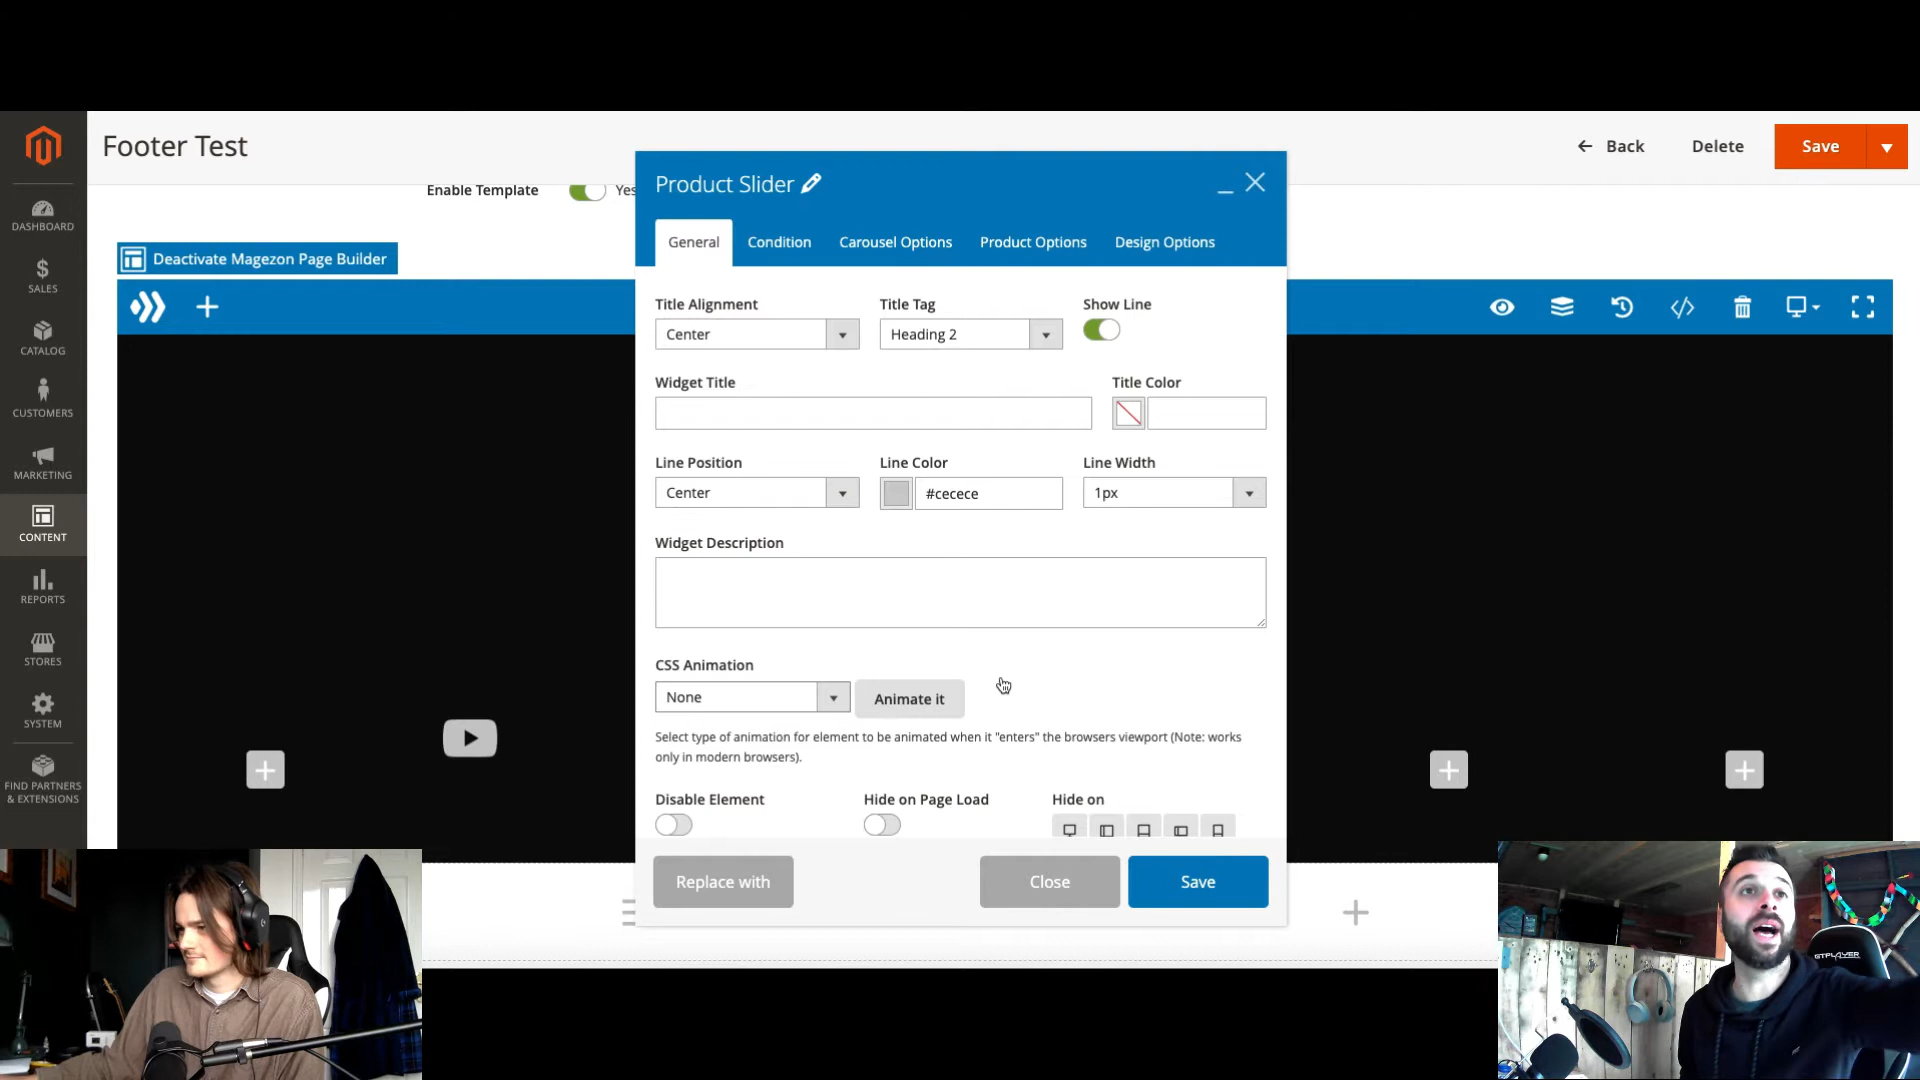 Footer Test
Back
Delete
Save
Enable Template
Yes
Product Slider
DASHBOARD
SALES
CATALOG
CUSTOMERS
MARKETING
CONTENT
REPORTS
STORES
SYSTEM
FIND PARTNERS
& EXTENSIONS
Deactivate Magezon Page Builder
General
Condition
Carousel Options
Product Options
Design Options
Title Alignment
Title Tag
Show Line
Center
Heading 2
Widget Title
Title Color
Line Position
Line Color
Line Width
Center
#cecece
1px
Widget Description
CSS Animation
None
Animate it
Select type of animation for element to be animated when it "enters" the browsers viewport (Note: works
only in modern browsers).
Disable Element
Hide on Page Load
Hide on
Replace with
Close
Save
GTPLAYER